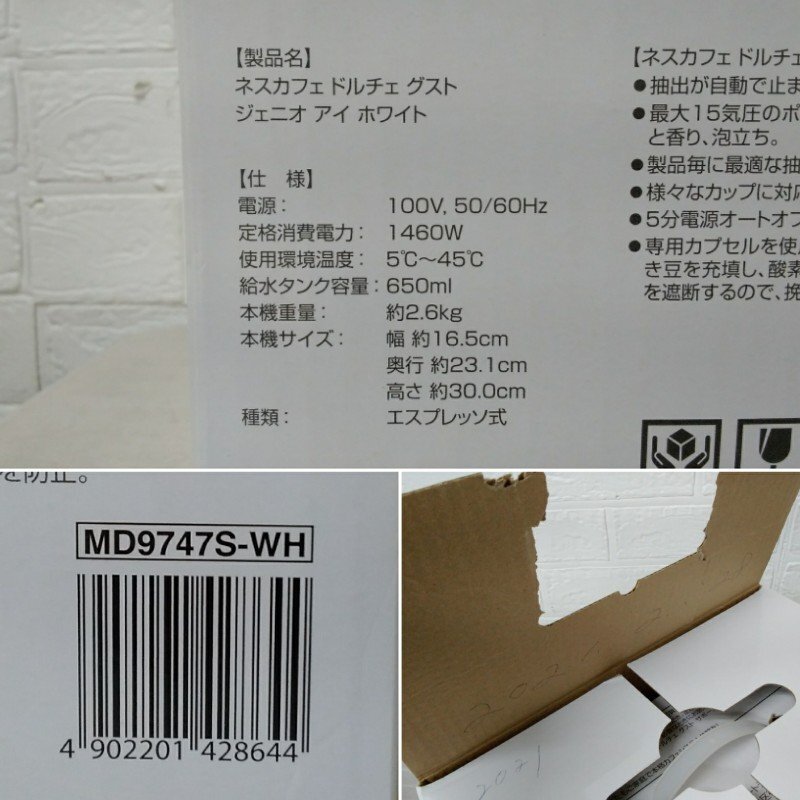 【製品名】
ネスカフェ ドルチェ グスト
ジェニオ アイ ホワイト
【仕 様】
電源： 100V, 50/60Hz
定格消費電力： 1460W
使用環境温度： 5℃〜45℃
給水タンク容量： 650ml
本機重量： 約2.6kg
本機サイズ： 幅 約16.5cm
奥行 約23.1cm
高さ 約30.0cm
種類： エスプレッソ式
【ネスカフェ ドルチェ
●抽出が自動で止ま
●最大15気圧のポ
と香り、泡立ち。
●製品毎に最適な抽
●様々なカップに対応
●5分電源オートオフ
●専用カプセルを使用
き豆を充填し、酸素
を遮断するので、挽
を防止。
MD9747S-WH
4 902201 428644
2021